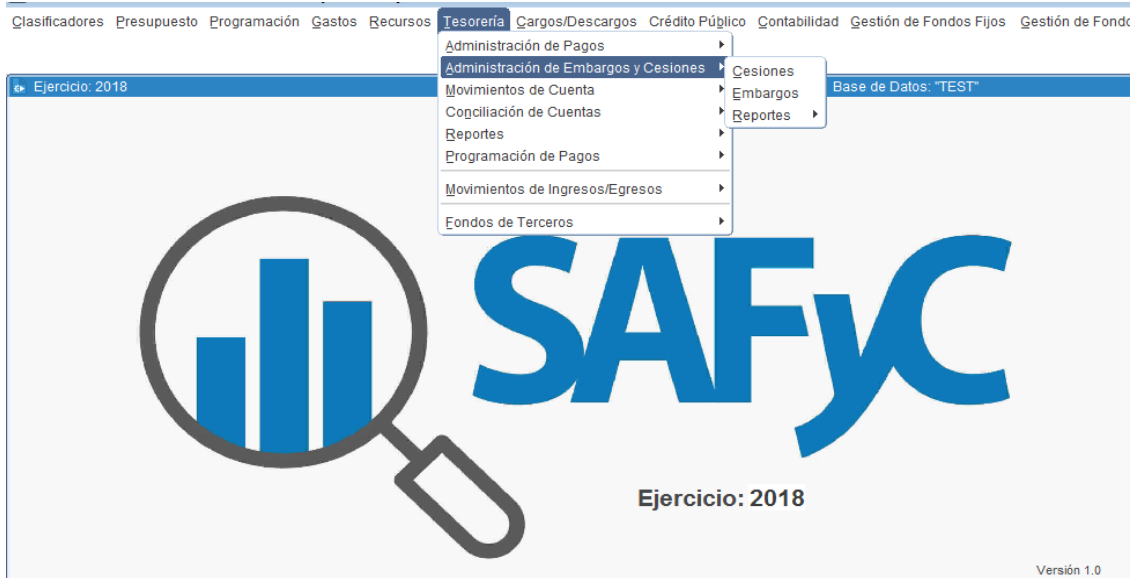 Clasificadores Presupuesto Programación Gastos Recursos Tesorería Cargos/Descargos Crédito Público Contabilidad Gestión de Fondos Fijos Gestión de Fondo
Administración de Pagos
Administración de Embargos y Cesiones
Movimientos de Cuenta
Conciliación de Cuentas
Reportes
Programación de Pagos
Movimientos de Ingresos/Egresos
Fondos de Terceros
Cesiones
Embargos
Reportes
Ejercicio: 2018
Base de Datos: "TEST"
SAFyC
Ejercicio: 2018
Versión 1.0